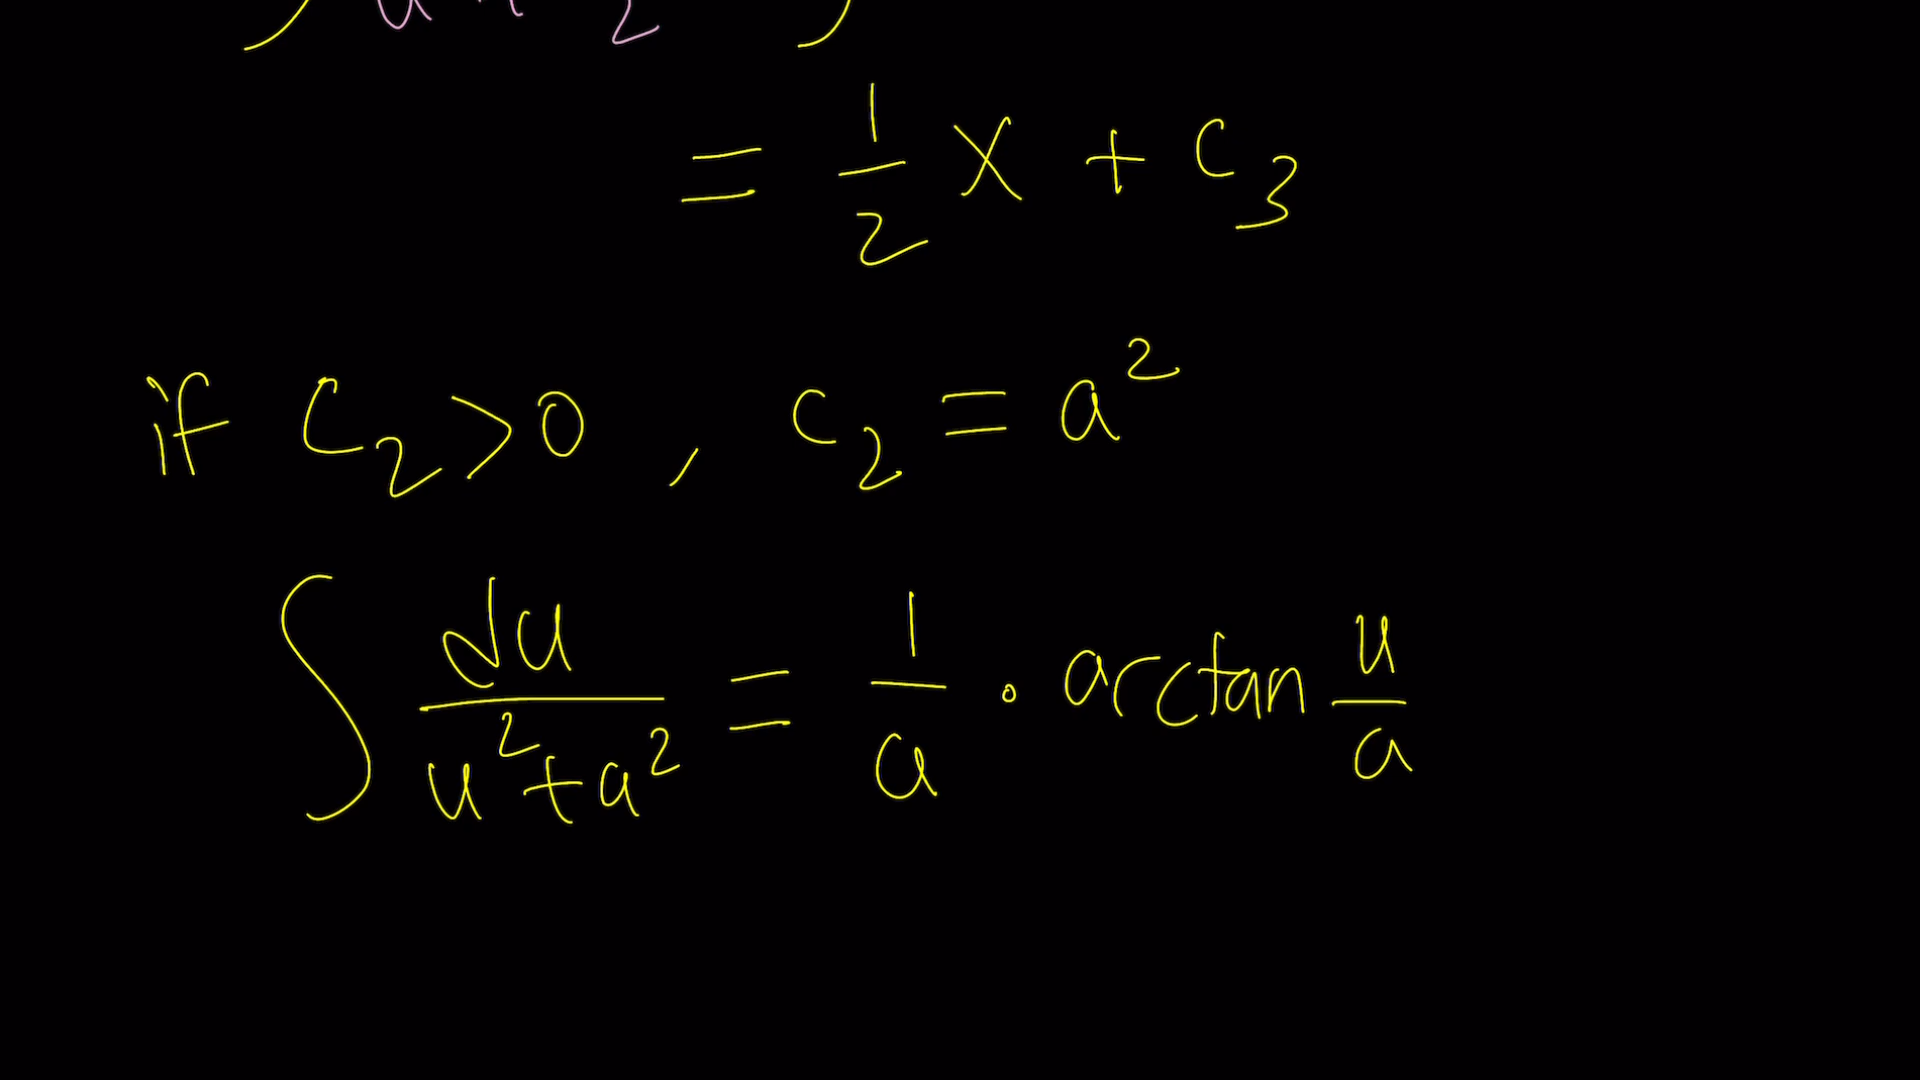 = 1/2 x + c₃
if c₂ > 0 , c₂ = a²
∫ du/(u² + a²) = 1/a · arctan u/a